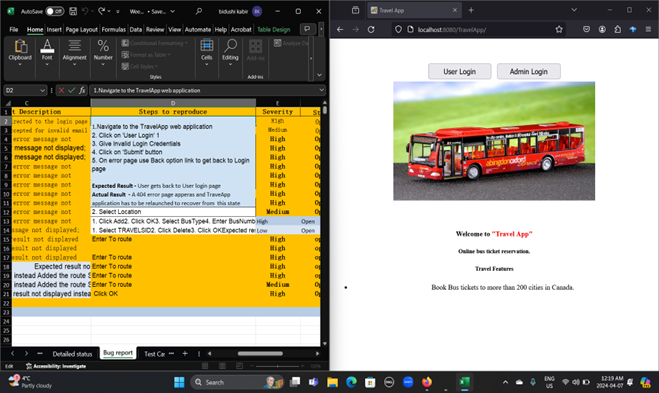 AutoSave Off
Wee... • Save...
bidushi kabir
BC
File Home Insert Page Layout Formulas Data Review View Automate Help Acrobat Table Design
Clipboard
Font
Alignment
Number
Conditional Formatting
Format as Table
Cell Styles
Styles
Cells
Editing
Add-ins
Add-ins
Analyze Da
D2
1.Navigate to the TravelApp web application
C D E
t Description Steps to reproduce Severity St
1
2 rected to the login page High
3 cepted for invalid email Medium
4 error message not High
5 message not displayed; High
6 message not displayed; High
7 error message not High
8 error message not High
9 error message not High
10 error message not High
11 error message not High
1.Navigate to the TravelApp web application
2. Click on 'User Login' 1
3. Give Invalid Login Credentials
4. Click on 'Submit' button
5. On error page use Back option link to get back to Login
page
Expected Result - User gets back to User login page
Actual Result - A 404 error page apperas and TraveApp
application has to be relaunched to recover from this state
12 error message not 2. Select Location Medium
13 error message not 1. Click Add2. Click OK3. Select BusType4. Enter BusNumb High Open
14 ssage not displayed; 1. Select TRAVELSID2. Click Delete3. Click OKExpected re Low Open
15 result not displayed Enter To route High
16 esult not displayed High
17 esult not displayed Enter To route High
18 Expected result no Enter To route High
19 instead Added the route S Enter To route High
20 instead Added the route S Enter To route Medium
21 result not displayed instea Click OK High
22
23
24
25
26
Detailed status Bug report Test Ca
Edit Accessibility: Investigate
Travel App
localhost:8080/TravelApp/
User Login Admin Login
Welcome to "Travel App"
Online bus ticket reservation.
Travel Features
• Book Bus tickets to more than 200 cities in Canada.
4°C
Partly cloudy
Search
ENG
US
12:19 AM
2024-04-07